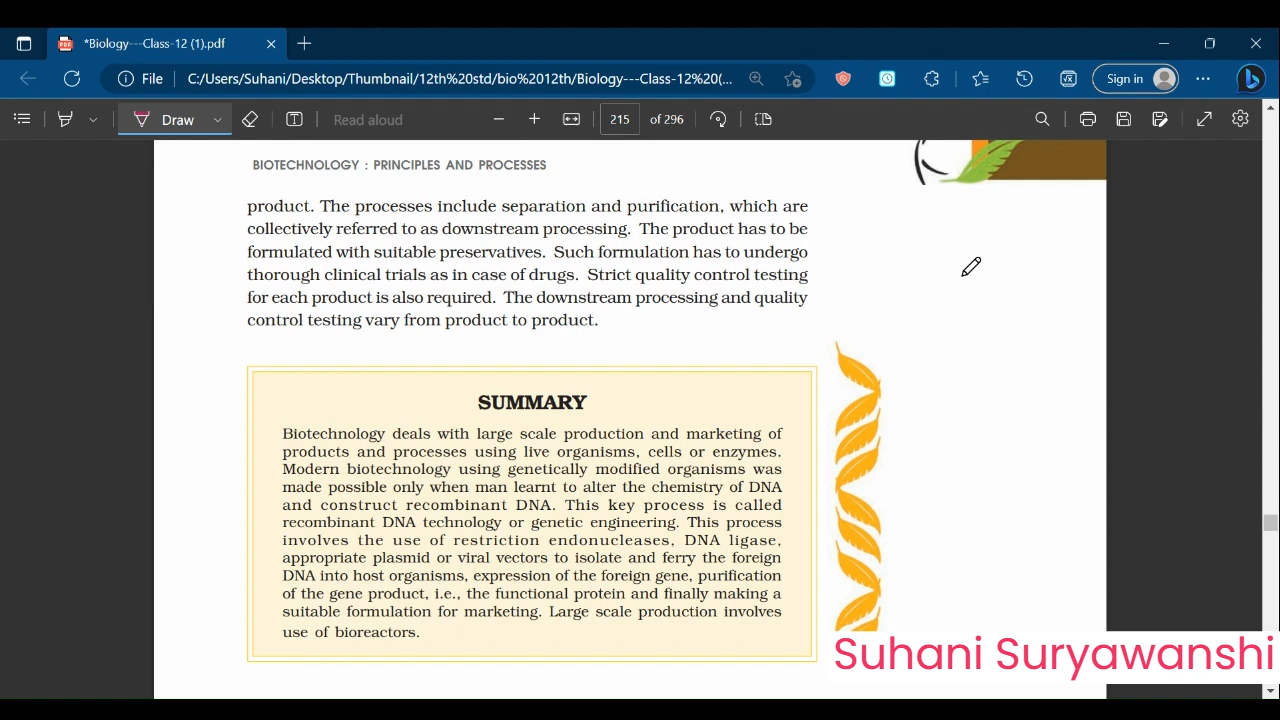 *Biology---Class-12 (1).pdf
File
C:/Users/Suhani/Desktop/Thumbnail/12th%20std/bio%2012th/Biology---Class-12%20(...
Sign in
Draw
Read aloud
215
of 296
BIOTECHNOLOGY : PRINCIPLES AND PROCESSES
product. The processes include separation and purification, which are
collectively referred to as downstream processing. The product has to be
formulated with suitable preservatives. Such formulation has to undergo
thorough clinical trials as in case of drugs. Strict quality control testing
for each product is also required. The downstream processing and quality
control testing vary from product to product.
SUMMARY
Biotechnology deals with large scale production and marketing of
products and processes using live organisms, cells or enzymes.
Modern biotechnology using genetically modified organisms was
made possible only when man learnt to alter the chemistry of DNA
and construct recombinant DNA. This key process is called
recombinant DNA technology or genetic engineering. This process
involves the use of restriction endonucleases, DNA ligase,
appropriate plasmid or viral vectors to isolate and ferry the foreign
DNA into host organisms, expression of the foreign gene, purification
of the gene product, i.e., the functional protein and finally making a
suitable formulation for marketing. Large scale production involves
use of bioreactors.
Suhani Suryawanshi